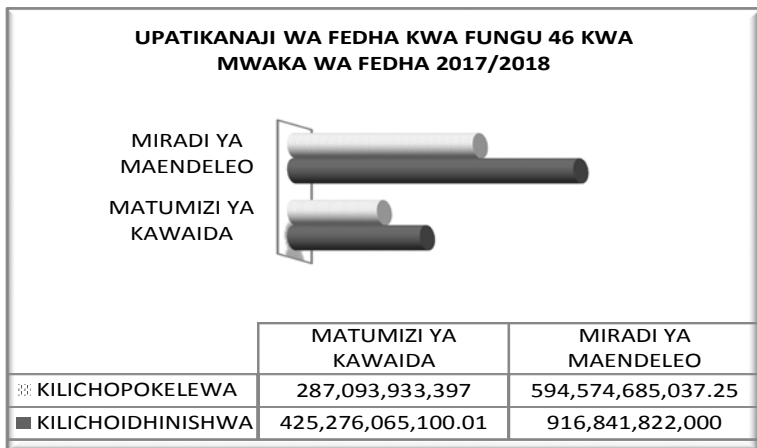 UPATIKANAJI WA FEDHA KWA FUNGU 46 KWA
MWAKA WA FEDHA 2017/2018
MIRADI YA
MAENDELEO
MATUMIZI YA
KAWAIDA
MATUMIZI YA
KAWAIDA
MIRADI YA
MAENDELEO
KILICHOPOKELEWA 287,093,933,397 594,574,685,037.25
KILICHOIDHINISHWA 425,276,065,100.01 916,841,822,000